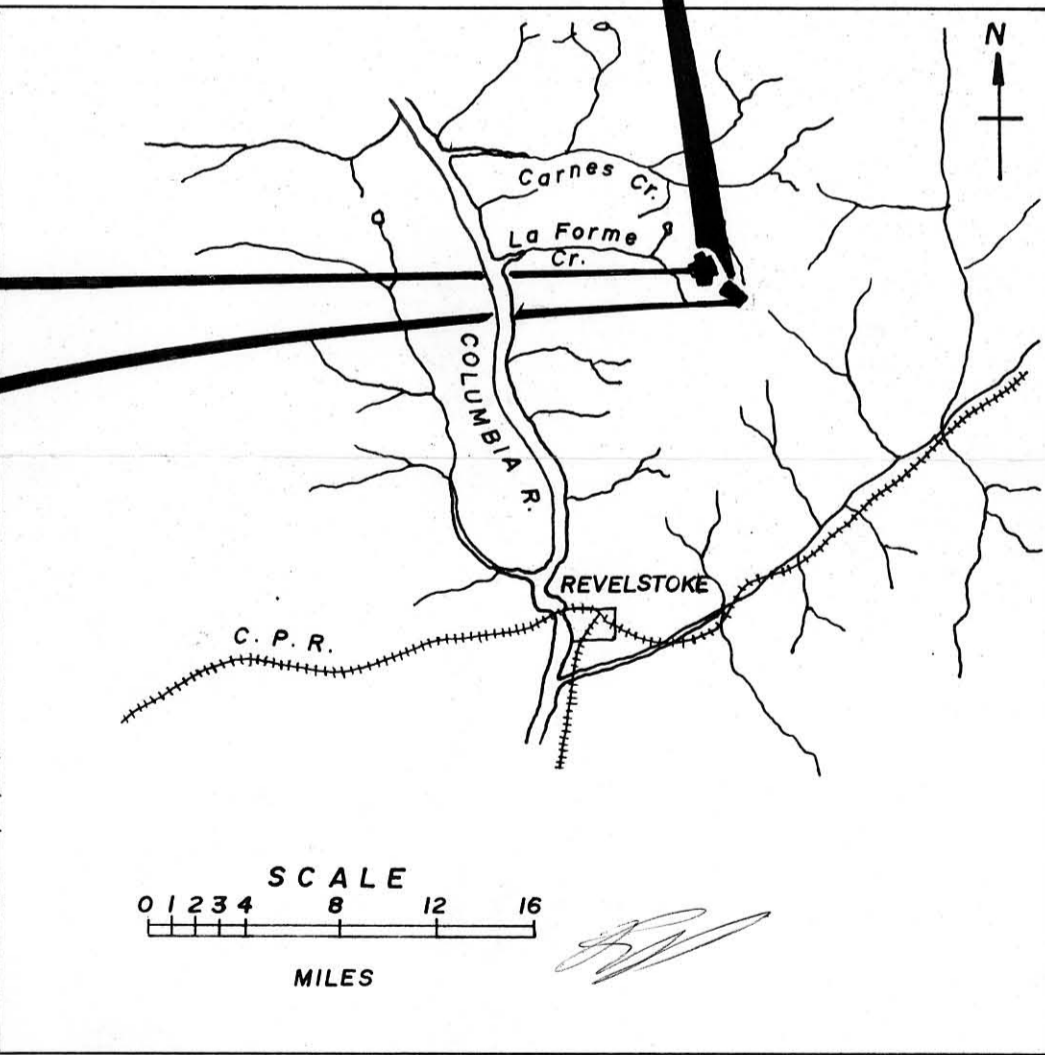 N
Carnes Cr.
La Forme
Cr.
COLUMBIA R.
REVELSTOKE
C. P. R.
SCALE
0 1 2 3 4 8 12 16
MILES